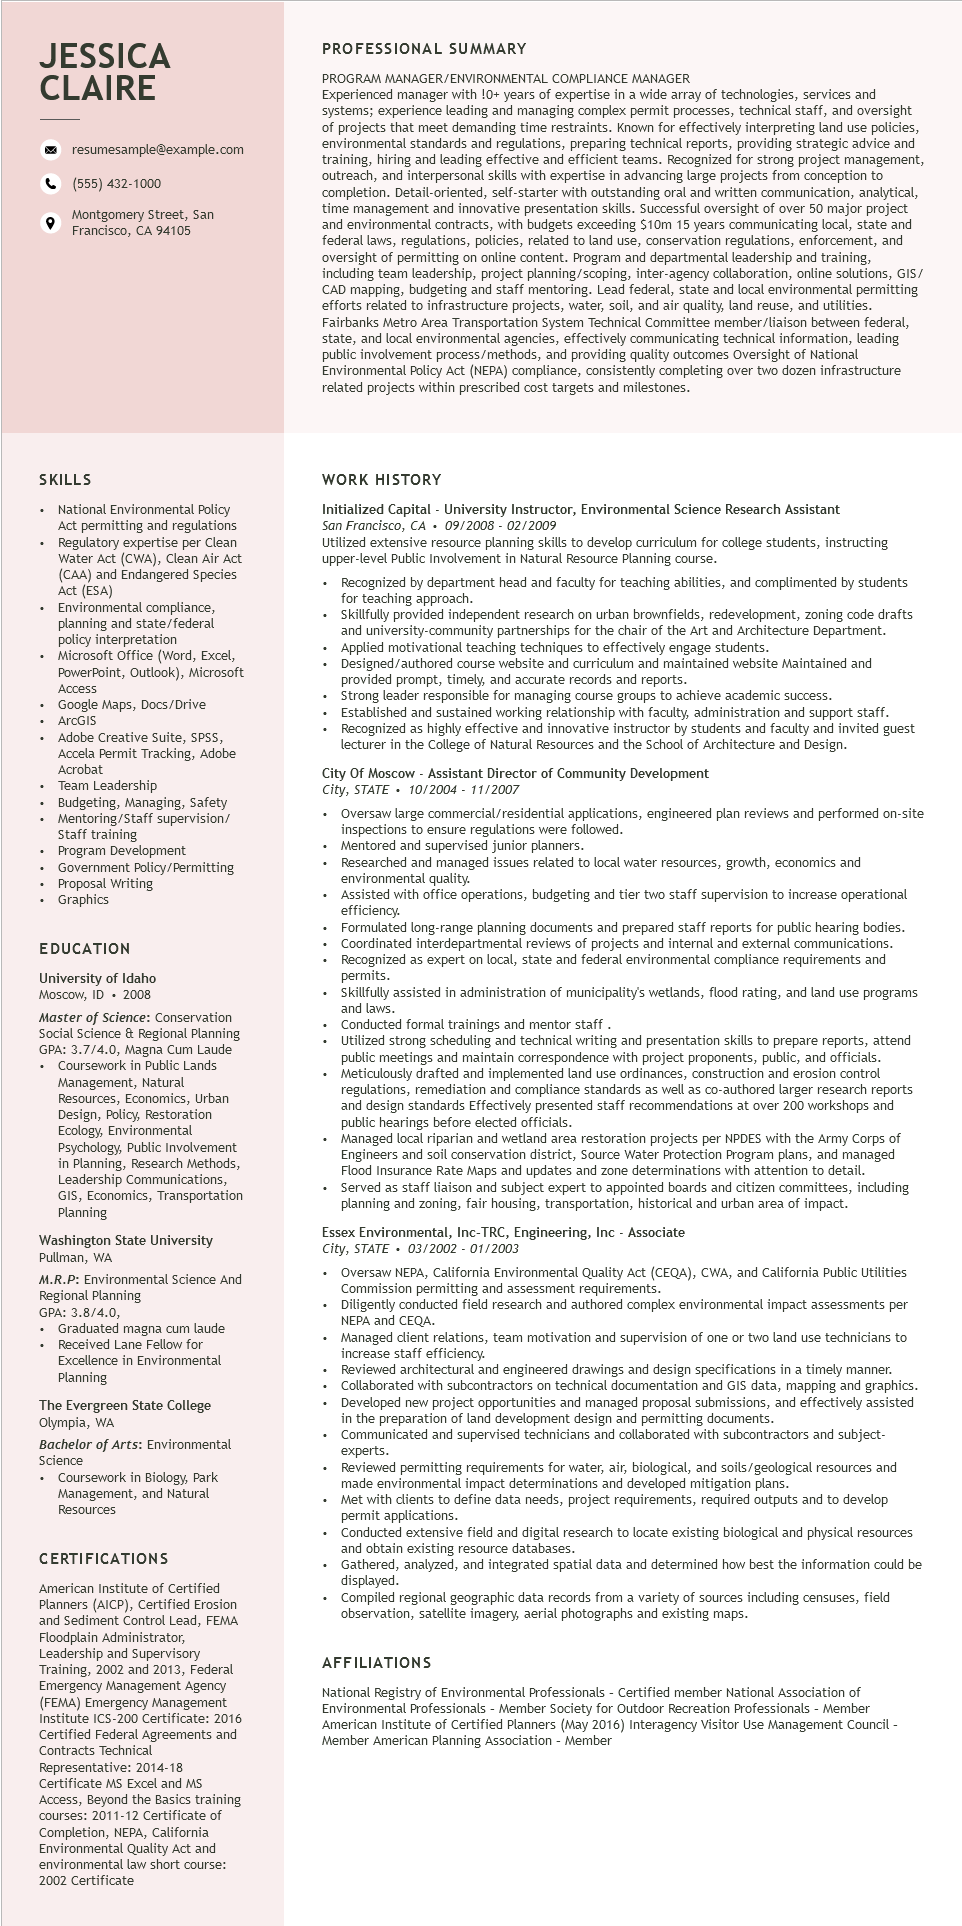 JESSICA
CLAIRE
resumesample@example.com
(555) 432-1000
Montgomery Street, San
Francisco, CA 94105
PROFESSIONAL SUMMARY
PROGRAM MANAGER/ENVIRONMENTAL COMPLIANCE MANAGER
Experienced manager with !0+ years of expertise in a wide array of technologies, services and
systems; experience leading and managing complex permit processes, technical staff, and oversight
of projects that meet demanding time restraints. Known for effectively interpreting land use policies,
environmental standards and regulations, preparing technical reports, providing strategic advice and
training, hiring and leading effective and efficient teams. Recognized for strong project management,
outreach, and interpersonal skills with expertise in advancing large projects from conception to
completion. Detail-oriented, self-starter with outstanding oral and written communication, analytical,
time management and innovative presentation skills. Successful oversight of over 50 major project
and environmental contracts, with budgets exceeding $10m 15 years communicating local, state and
federal laws, regulations, policies, related to land use, conservation regulations, enforcement, and
oversight of permitting on online content. Program and departmental leadership and training,
including team leadership, project planning/scoping, inter-agency collaboration, online solutions, GIS/
CAD mapping, budgeting and staff mentoring. Lead federal, state and local environmental permitting
efforts related to infrastructure projects, water, soil, and air quality, land reuse, and utilities.
Fairbanks Metro Area Transportation System Technical Committee member/liaison between federal,
state, and local environmental agencies, effectively communicating technical information, leading
public involvement process/methods, and providing quality outcomes Oversight of National
Environmental Policy Act (NEPA) compliance, consistently completing over two dozen infrastructure
related projects within prescribed cost targets and milestones.
SKILLS
• National Environmental Policy
Act permitting and regulations
• Regulatory expertise per Clean
Water Act (CWA), Clean Air Act
(CAA) and Endangered Species
Act (ESA)
• Environmental compliance,
planning and state/federal
policy interpretation
• Microsoft Office (Word, Excel,
PowerPoint, Outlook), Microsoft
Access
• Google Maps, Docs/Drive
• ArcGIS
• Adobe Creative Suite, SPSS,
Accela Permit Tracking, Adobe
Acrobat
• Team Leadership
• Budgeting, Managing, Safety
• Mentoring/Staff supervision/
Staff training
• Program Development
• Government Policy/Permitting
• Proposal Writing
• Graphics
EDUCATION
University of Idaho
Moscow, ID • 2008
Master of Science: Conservation
Social Science & Regional Planning
GPA: 3.7/4.0, Magna Cum Laude
• Coursework in Public Lands
Management, Natural
Resources, Economics, Urban
Design, Policy, Restoration
Ecology, Environmental
Psychology, Public Involvement
in Planning, Research Methods,
Leadership Communications,
GIS, Economics, Transportation
Planning
Washington State University
Pullman, WA
M.R.P: Environmental Science And
Regional Planning
GPA: 3.8/4.0,
• Graduated magna cum laude
• Received Lane Fellow for
Excellence in Environmental
Planning
The Evergreen State College
Olympia, WA
Bachelor of Arts: Environmental
Science
• Coursework in Biology, Park
Management, and Natural
Resources
CERTIFICATIONS
American Institute of Certified
Planners (AICP), Certified Erosion
and Sediment Control Lead, FEMA
Floodplain Administrator,
Leadership and Supervisory
Training, 2002 and 2013, Federal
Emergency Management Agency
(FEMA) Emergency Management
Institute ICS-200 Certificate: 2016
Certified Federal Agreements and
Contracts Technical
Representative: 2014-18
Certificate MS Excel and MS
Access, Beyond the Basics training
courses: 2011-12 Certificate of
Completion, NEPA, California
Environmental Quality Act and
environmental law short course:
2002 Certificate
WORK HISTORY
Initialized Capital - University Instructor, Environmental Science Research Assistant
San Francisco, CA • 09/2008 - 02/2009
Utilized extensive resource planning skills to develop curriculum for college students, instructing
upper-level Public Involvement in Natural Resource Planning course.
• Recognized by department head and faculty for teaching abilities, and complimented by students
for teaching approach.
• Skillfully provided independent research on urban brownfields, redevelopment, zoning code drafts
and university-community partnerships for the chair of the Art and Architecture Department.
• Applied motivational teaching techniques to effectively engage students.
• Designed/authored course website and curriculum and maintained website Maintained and
provided prompt, timely, and accurate records and reports.
• Strong leader responsible for managing course groups to achieve academic success.
• Established and sustained working relationship with faculty, administration and support staff.
• Recognized as highly effective and innovative instructor by students and faculty and invited guest
lecturer in the College of Natural Resources and the School of Architecture and Design.
City Of Moscow - Assistant Director of Community Development
City, STATE • 10/2004 - 11/2007
• Oversaw large commercial/residential applications, engineered plan reviews and performed on-site
inspections to ensure regulations were followed.
• Mentored and supervised junior planners.
• Researched and managed issues related to local water resources, growth, economics and
environmental quality.
• Assisted with office operations, budgeting and tier two staff supervision to increase operational
efficiency.
• Formulated long-range planning documents and prepared staff reports for public hearing bodies.
• Coordinated interdepartmental reviews of projects and internal and external communications.
• Recognized as expert on local, state and federal environmental compliance requirements and
permits.
• Skillfully assisted in administration of municipality's wetlands, flood rating, and land use programs
and laws.
• Conducted formal trainings and mentor staff .
• Utilized strong scheduling and technical writing and presentation skills to prepare reports, attend
public meetings and maintain correspondence with project proponents, public, and officials.
• Meticulously drafted and implemented land use ordinances, construction and erosion control
regulations, remediation and compliance standards as well as co-authored larger research reports
and design standards Effectively presented staff recommendations at over 200 workshops and
public hearings before elected officials.
• Managed local riparian and wetland area restoration projects per NPDES with the Army Corps of
Engineers and soil conservation district, Source Water Protection Program plans, and managed
Flood Insurance Rate Maps and updates and zone determinations with attention to detail.
• Served as staff liaison and subject expert to appointed boards and citizen committees, including
planning and zoning, fair housing, transportation, historical and urban area of impact.
Essex Environmental, Inc-TRC, Engineering, Inc - Associate
City, STATE • 03/2002 - 01/2003
• Oversaw NEPA, California Environmental Quality Act (CEQA), CWA, and California Public Utilities
Commission permitting and assessment requirements.
• Diligently conducted field research and authored complex environmental impact assessments per
NEPA and CEQA.
• Managed client relations, team motivation and supervision of one or two land use technicians to
increase staff efficiency.
• Reviewed architectural and engineered drawings and design specifications in a timely manner.
• Collaborated with subcontractors on technical documentation and GIS data, mapping and graphics.
• Developed new project opportunities and managed proposal submissions, and effectively assisted
in the preparation of land development design and permitting documents.
• Communicated and supervised technicians and collaborated with subcontractors and subject-
experts.
• Reviewed permitting requirements for water, air, biological, and soils/geological resources and
made environmental impact determinations and developed mitigation plans.
• Met with clients to define data needs, project requirements, required outputs and to develop
permit applications.
• Conducted extensive field and digital research to locate existing biological and physical resources
and obtain existing resource databases.
• Gathered, analyzed, and integrated spatial data and determined how best the information could be
displayed.
• Compiled regional geographic data records from a variety of sources including censuses, field
observation, satellite imagery, aerial photographs and existing maps.
AFFILIATIONS
National Registry of Environmental Professionals – Certified member National Association of
Environmental Professionals – Member Society for Outdoor Recreation Professionals – Member
American Institute of Certified Planners (May 2016) Interagency Visitor Use Management Council –
Member American Planning Association – Member